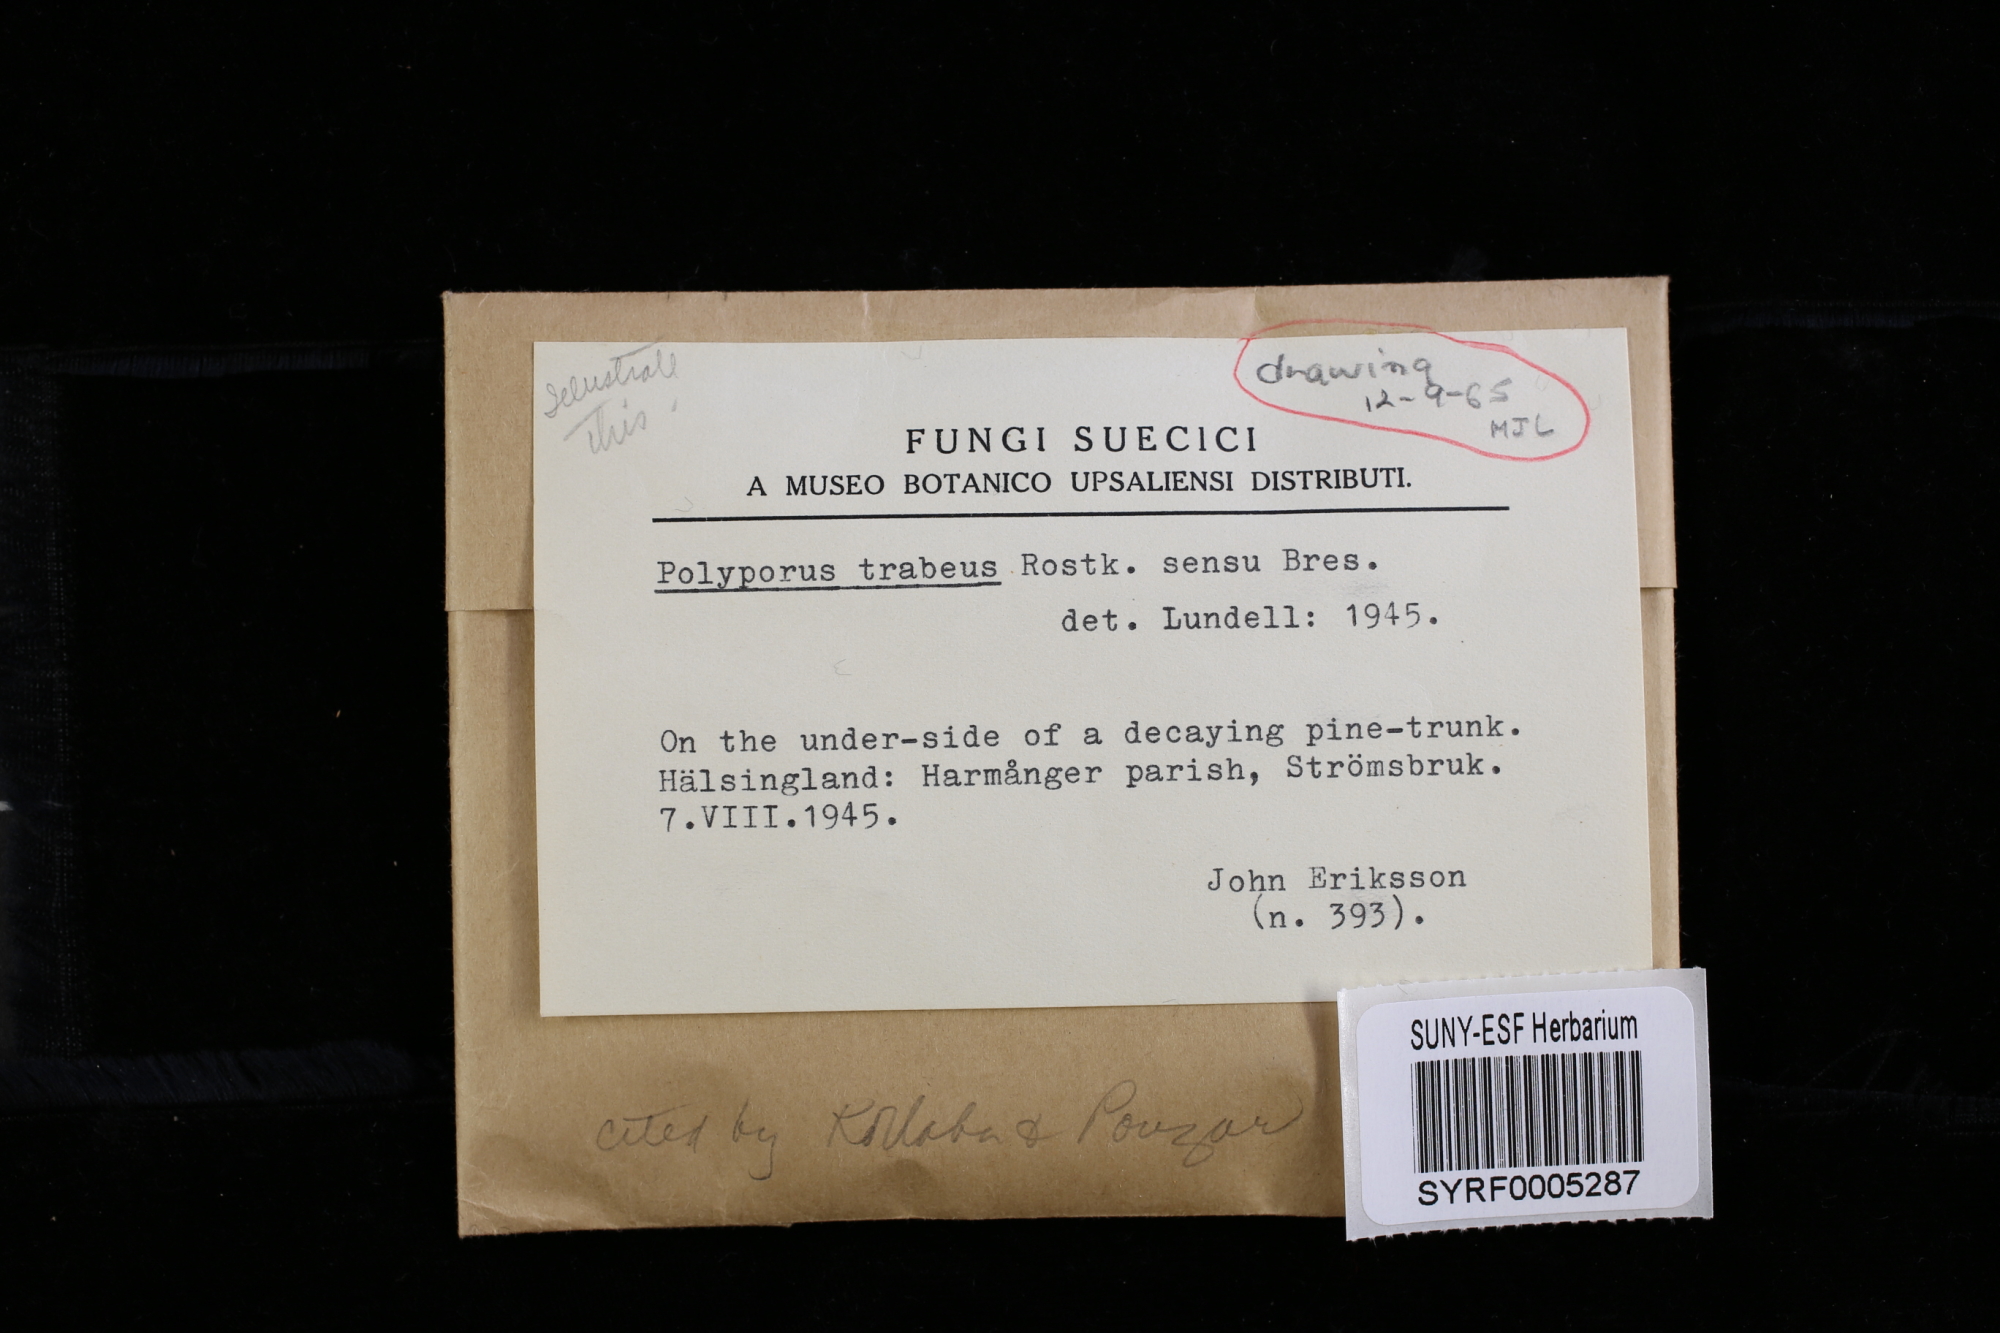 Illustrate
this!
drawing
12-9-65
MJL
FUNGI SUECICI
A MUSEO BOTANICO UPSALIENSI DISTRIBUTI.
Polyporus trabeus Rostk. sensu Bres.
det. Lundell: 1945.
On the under-side of a decaying pine-trunk.
Hälsingland: Harmånger parish, Strömsbruk.
7.VIII.1945.
John Eriksson
(n. 393).
cited by Kotlaba & Pouzar
SUNY-ESF Herbarium
SYRF0005287